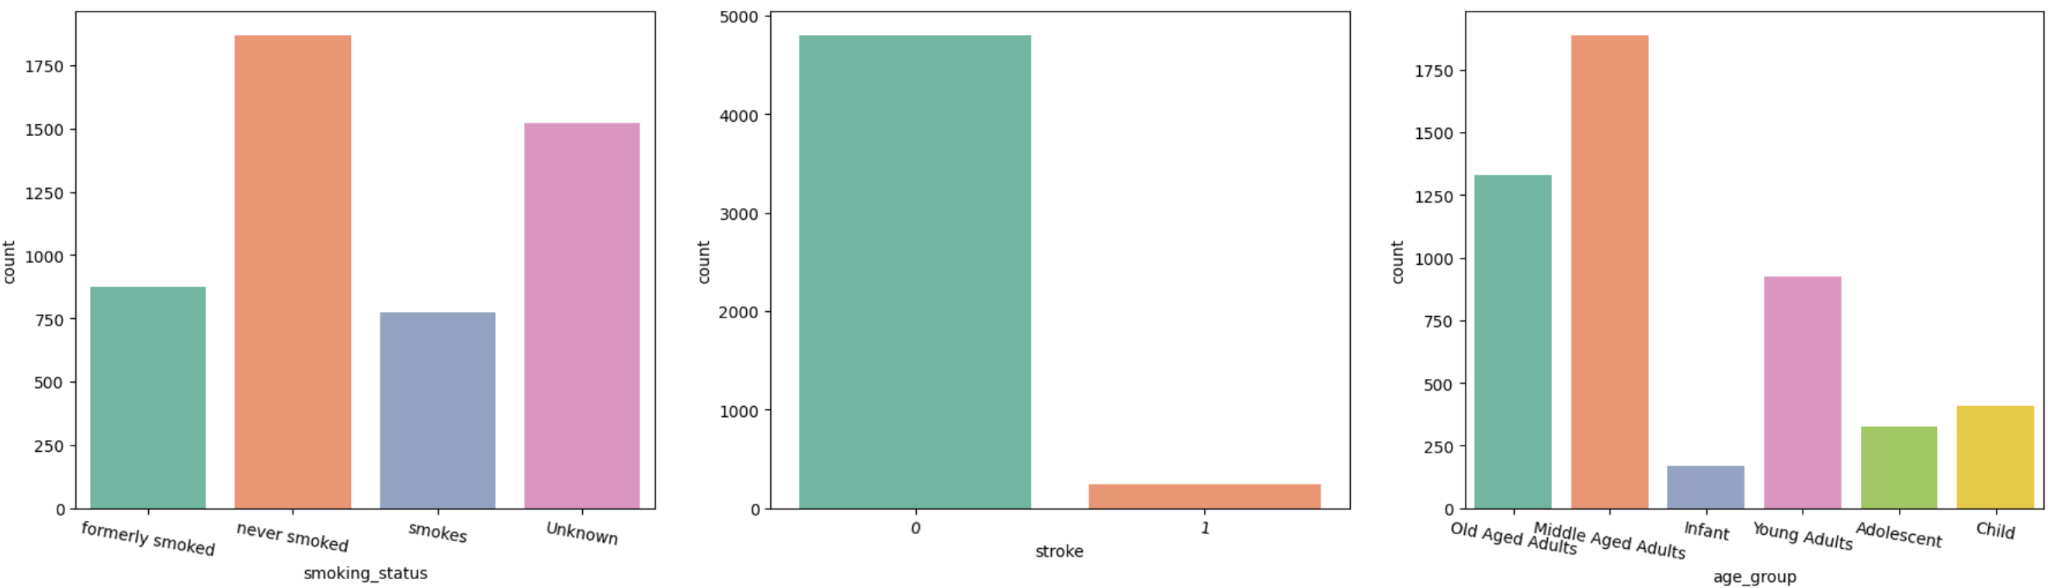 count
1750
1500
1250
1000
750
500
250
0
formerly smoked
never smoked
smokes
Unknown
smoking_status
count
5000
4000
3000
2000
1000
0
0
1
stroke
count
1750
1500
1250
1000
750
500
250
0
Old Aged Adults
Middle Aged Adults
Infant
Young Adults
Adolescent
Child
age_group